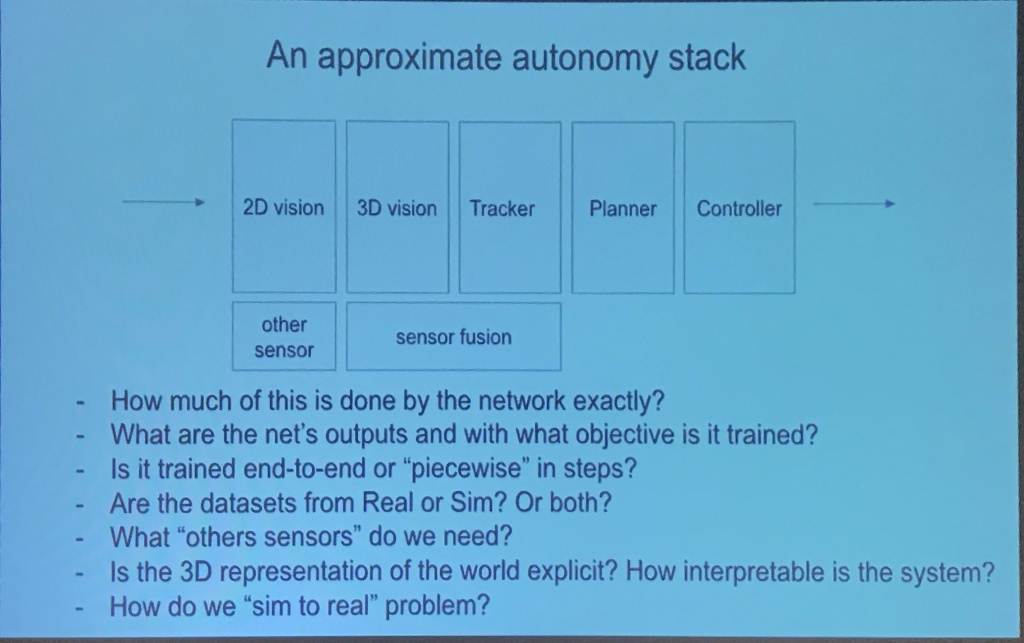 An approximate autonomy stack
2D vision
3D vision
Tracker
Planner
Controller
other
sensor
sensor fusion
- How much of this is done by the network exactly?
- What are the net's outputs and with what objective is it trained?
- Is it trained end-to-end or “piecewise” in steps?
- Are the datasets from Real or Sim? Or both?
- What “others sensors” do we need?
- Is the 3D representation of the world explicit? How interpretable is the system?
- How do we “sim to real” problem?